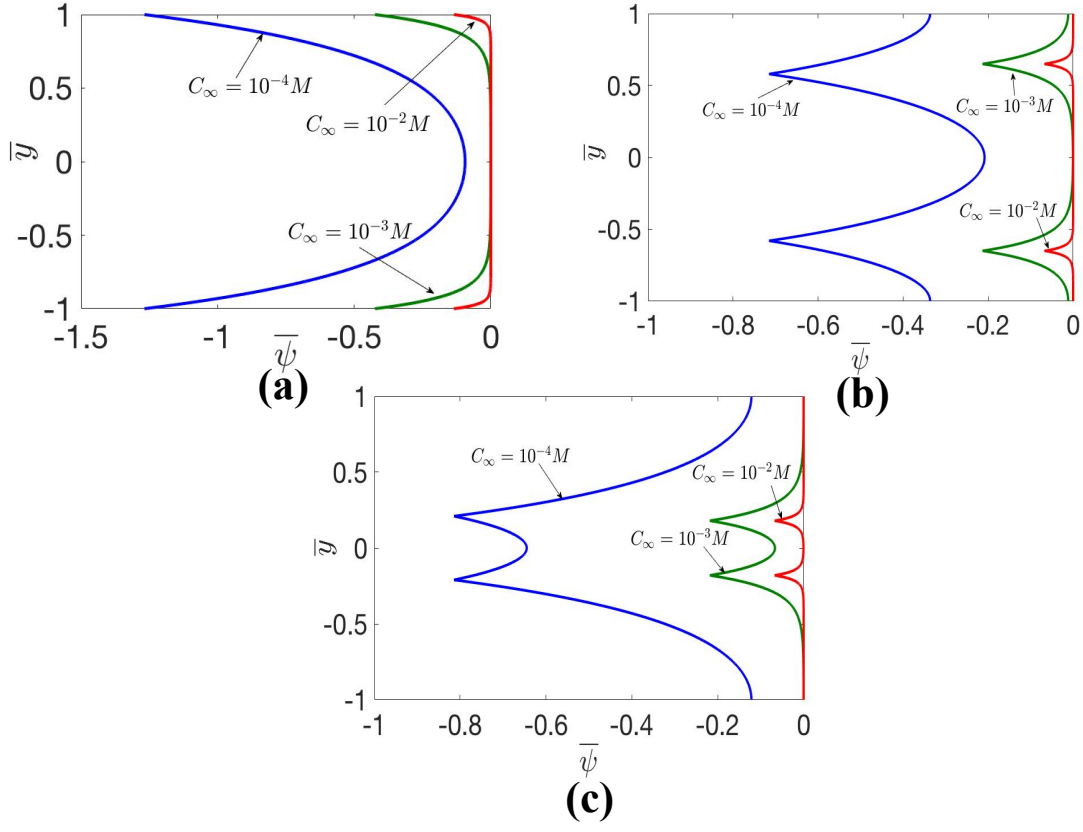 1
0.5
0
-0.5
-1
-1.5
-1
-0.5
0
y̅
ψ̅
C∞ = 10⁻⁴M
C∞ = 10⁻²M
C∞ = 10⁻³M
(a)
1
0.5
0
-0.5
-1
-1
-0.8
-0.6
-0.4
-0.2
0
y̅
ψ̅
C∞ = 10⁻⁴M
C∞ = 10⁻³M
C∞ = 10⁻²M
(b)
1
0.5
0
-0.5
-1
-1
-0.8
-0.6
-0.4
-0.2
0
y̅
ψ̅
C∞ = 10⁻⁴M
C∞ = 10⁻²M
C∞ = 10⁻³M
(c)